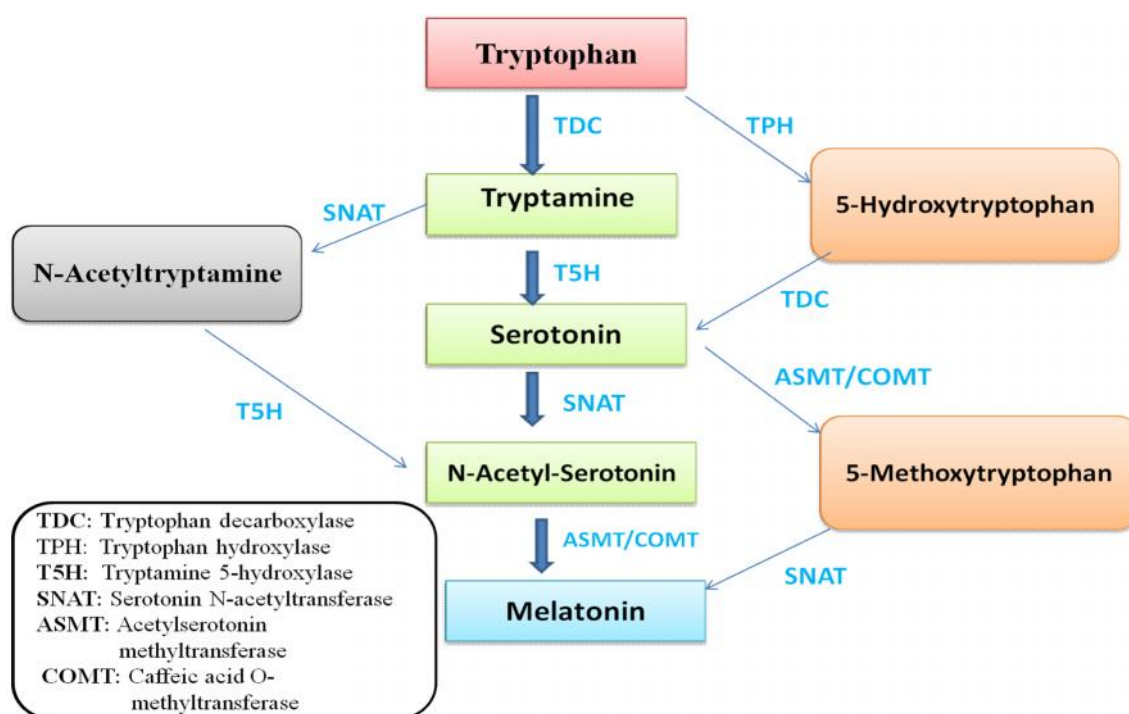 Tryptophan
TDC
TPH
Tryptamine
5-Hydroxytryptophan
SNAT
N-Acetyltryptamine
T5H
TDC
Serotonin
ASMT/COMT
SNAT
T5H
N-Acetyl-Serotonin
5-Methoxytryptophan
ASMT/COMT
SNAT
Melatonin
TDC: Tryptophan decarboxylase
TPH: Tryptophan hydroxylase
T5H: Tryptamine 5-hydroxylase
SNAT: Serotonin N-acetyltransferase
ASMT: Acetylserotonin
methyltransferase
COMT: Caffeic acid O-
methyltransferase